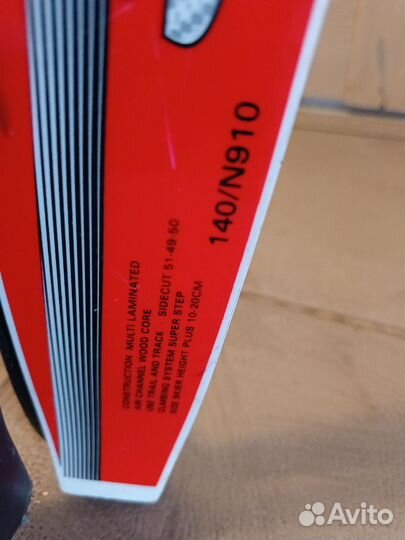 140/N910
CONSTRUCTION MULTI LAMINATED
AIR CHANNEL WOOD CORE
USE TRAIL AND TRACK · SIDECUT 51-49-50
CLIMBING SYSTEM SUPER STEP
SIZE SKIER HEIGHT PLUS 10-20CM
Avito